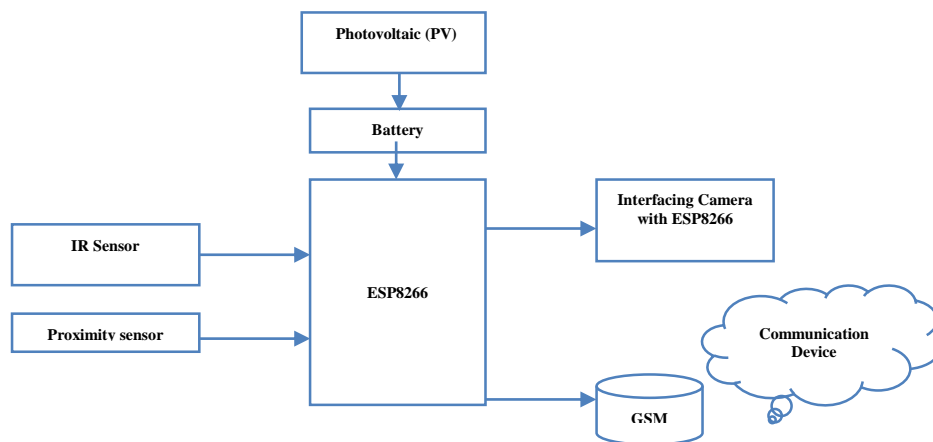 Photovoltaic (PV)
Battery
Interfacing Camera
with ESP8266
IR Sensor
ESP8266
Proximity sensor
Communication
Device
GSM